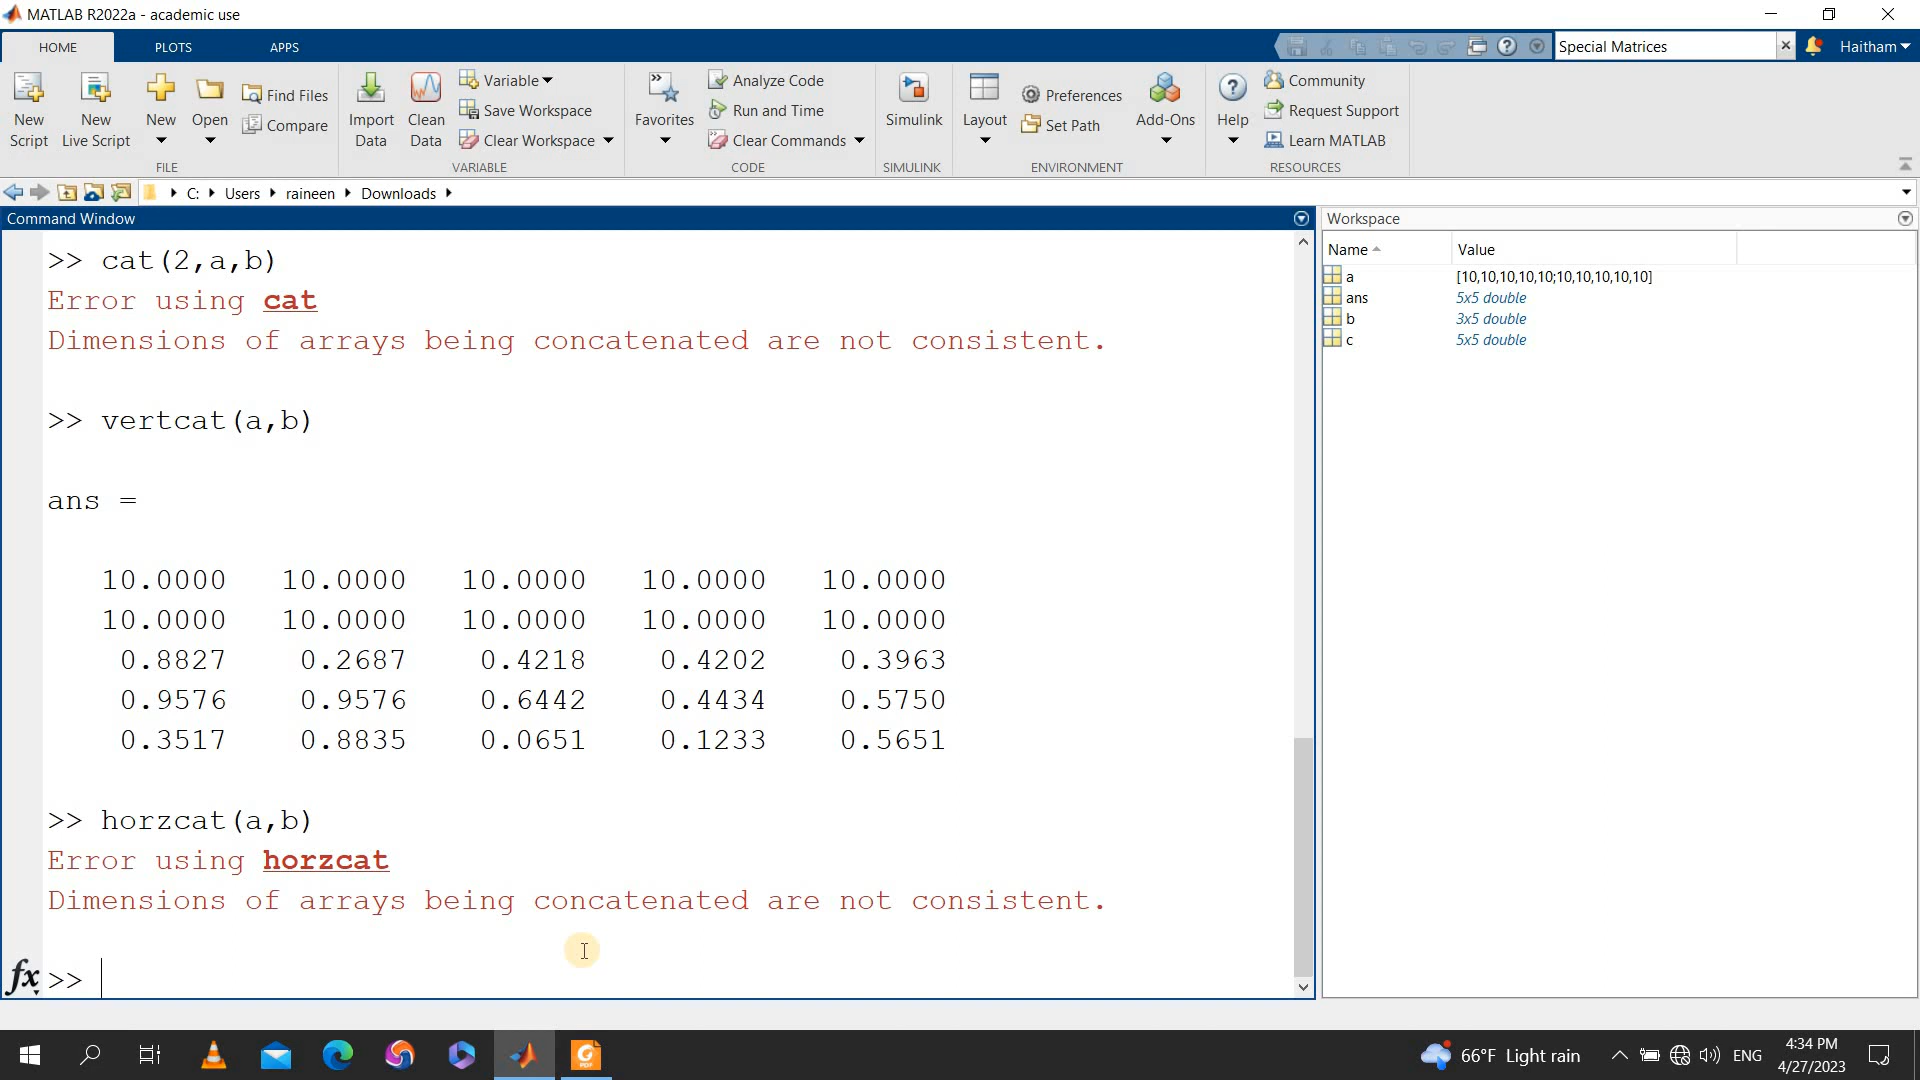 MATLAB R2022a - academic use
HOME PLOTS APPS
Special Matrices
Haitham
New Script
New Live Script
New
Open
Find Files
Compare
FILE
Import Data
Clean Data
Variable
Save Workspace
Clear Workspace
VARIABLE
Favorites
Analyze Code
Run and Time
Clear Commands
CODE
Simulink
SIMULINK
Layout
Preferences
Set Path
Add-Ons
ENVIRONMENT
Help
Community
Request Support
Learn MATLAB
RESOURCES
C: Users raineen Downloads
Command Window
>> cat(2,a,b)
Error using cat
Dimensions of arrays being concatenated are not consistent.
>> vertcat(a,b)
ans =
10.0000 10.0000 10.0000 10.0000 10.0000
10.0000 10.0000 10.0000 10.0000 10.0000
0.8827 0.2687 0.4218 0.4202 0.3963
0.9576 0.9576 0.6442 0.4434 0.5750
0.3517 0.8835 0.0651 0.1233 0.5651
>> horzcat(a,b)
Error using horzcat
Dimensions of arrays being concatenated are not consistent.
fx >>
Workspace
Name Value
a [10,10,10,10,10;10,10,10,10,10]
ans 5x5 double
b 3x5 double
c 5x5 double
66°F Light rain
ENG
4:34 PM
4/27/2023